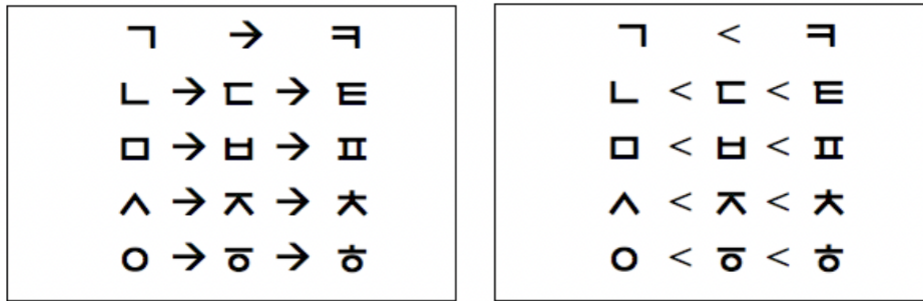 ㄱ → ㅋ
ㄴ → ㄷ → ㅌ
ㅁ → ㅂ → ㅍ
ㅅ → ㅈ → ㅊ
ㅇ → ㆆ → ㅎ
ㄱ < ㅋ
ㄴ < ㄷ < ㅌ
ㅁ < ㅂ < ㅍ
ㅅ < ㅈ < ㅊ
ㅇ < ㆆ < ㅎ